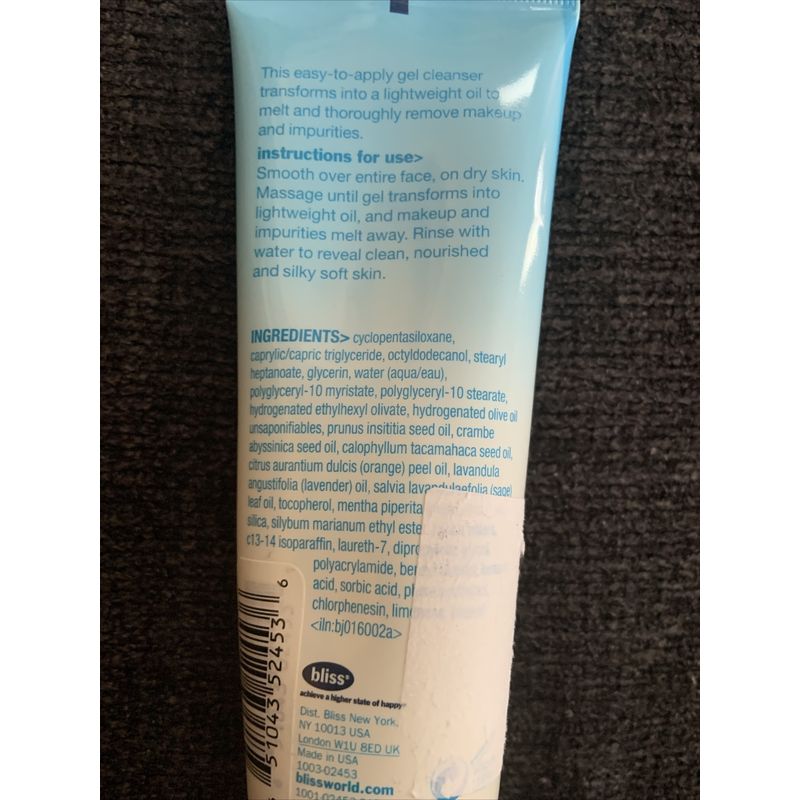 This easy-to-apply gel cleanser
transforms into a lightweight oil to
melt and thoroughly remove makeup
and impurities.
instructions for use>
Smooth over entire face, on dry skin.
Massage until gel transforms into
lightweight oil, and makeup and
impurities melt away. Rinse with
water to reveal clean, nourished
and silky soft skin.
INGREDIENTS> cyclopentasiloxane,
caprylic/capric triglyceride, octyldodecanol, stearyl
heptanoate, glycerin, water (aqua/eau),
polyglyceryl-10 myristate, polyglyceryl-10 stearate,
hydrogenated ethylhexyl olivate, hydrogenated olive oil
unsaponifiables, prunus insititia seed oil, crambe
abyssinica seed oil, calophyllum tacamahaca seed oil,
citrus aurantium dulcis (orange) peel oil, lavandula
angustifolia (lavender) oil, salvia lavandulaefolia (sage)
leaf oil, tocopherol, mentha piperita
silica, silybum marianum ethyl
c13-14 isoparaffin, laureth-7,
polyacrylamide,
acid, sorbic acid,
chlorphenesin,
<iln:bj016002a>
51043 52453 6
bliss®
achieve a higher state of happy®
Dist. Bliss New York,
NY 10013 USA
London W1U 8ED UK
Made in USA
1003-02453
blissworld.com